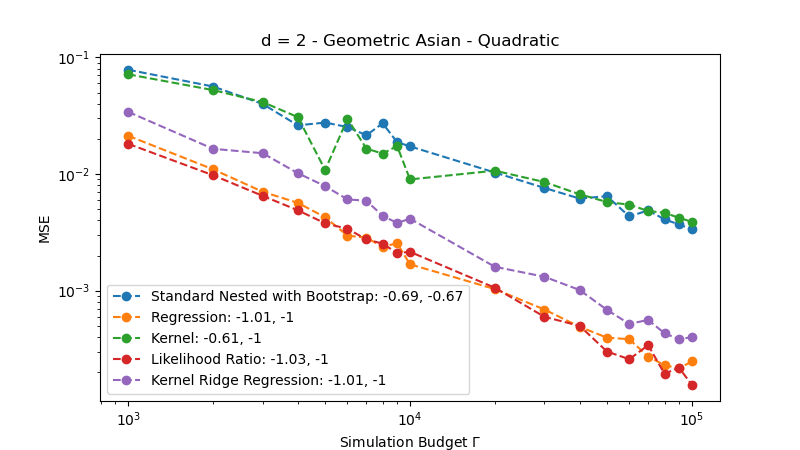 d = 2 - Geometric Asian - Quadratic
10⁻¹
10⁻²
10⁻³
MSE
Standard Nested with Bootstrap: -0.69, -0.67
Regression: -1.01, -1
Kernel: -0.61, -1
Likelihood Ratio: -1.03, -1
Kernel Ridge Regression: -1.01, -1
10³
10⁴
10⁵
Simulation Budget Γ